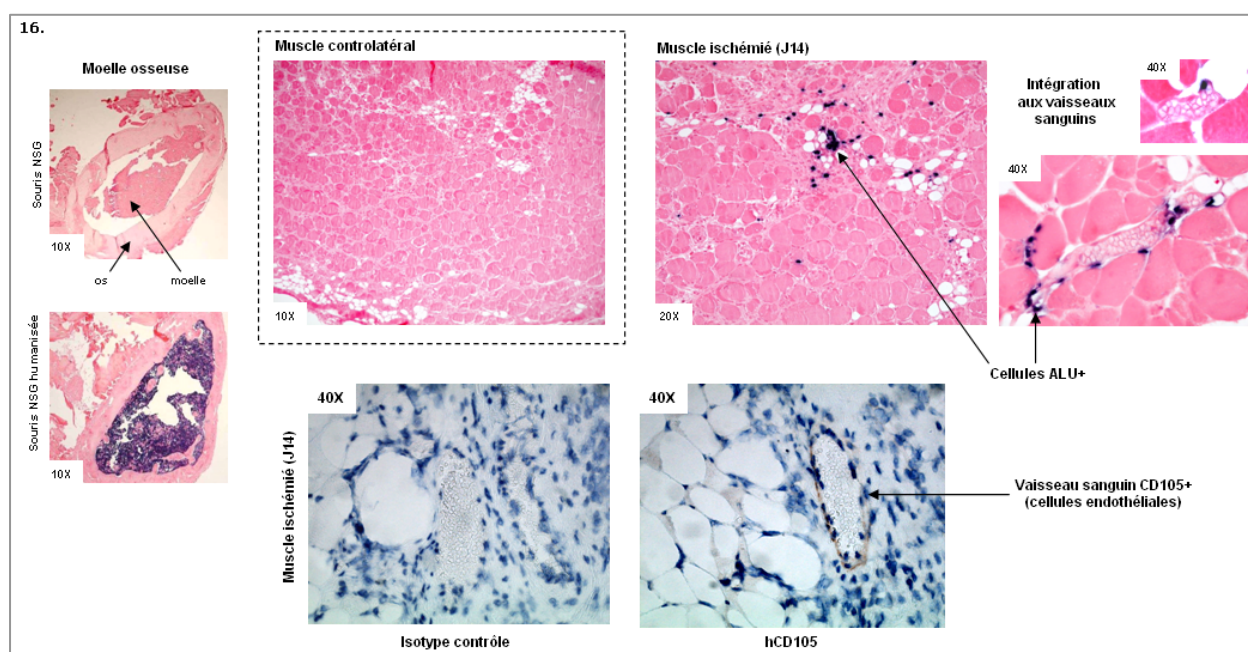 16.
Moelle osseuse
Souris NSG
10X
os
moelle
Souris NSG humanisée
10X
Muscle controlatéral
10X
Muscle ischémié (J14)
20X
Intégration
aux vaisseaux
sanguins
40X
40X
Cellules ALU+
Muscle ischémié (J14)
40X
Isotype contrôle
40X
hCD105
Vaisseau sanguin CD105+
(cellules endothéliales)